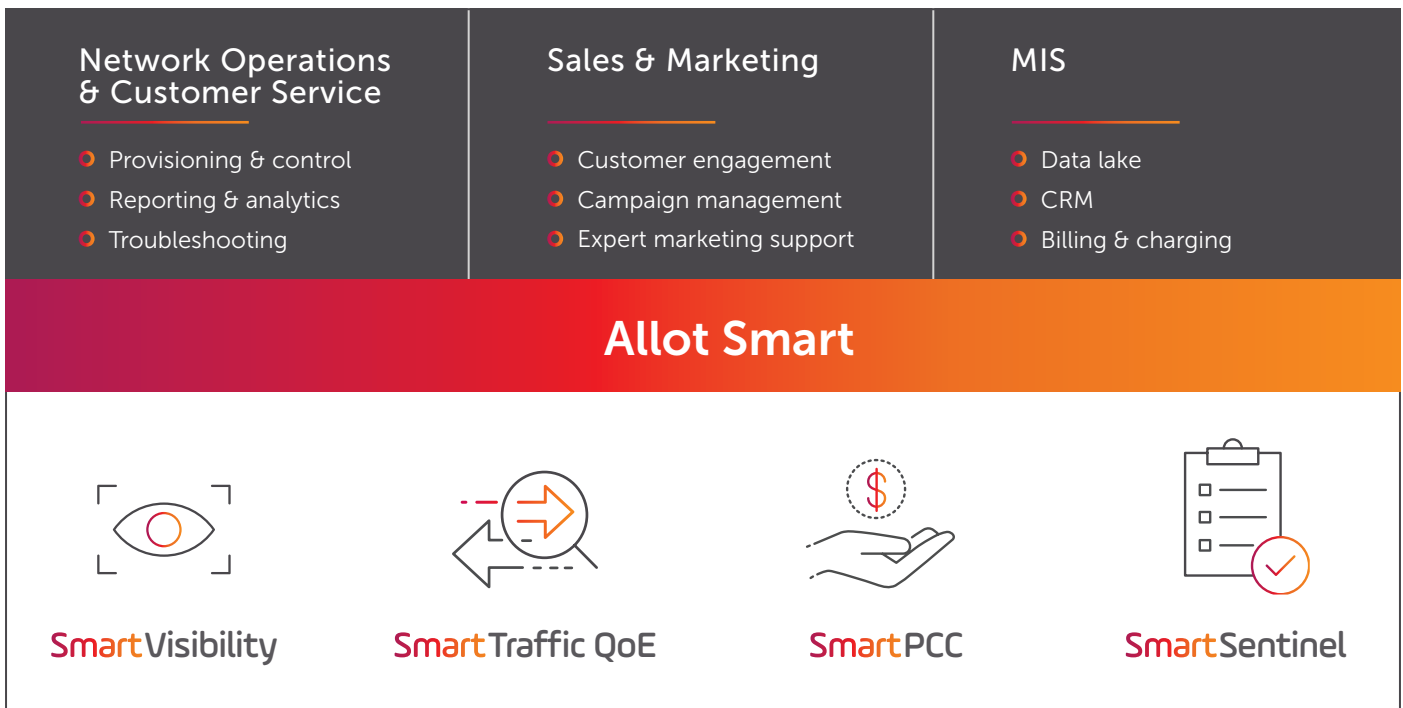 Network Operations
& Customer Service
Provisioning & control
Reporting & analytics
Troubleshooting
Sales & Marketing
Customer engagement
Campaign management
Expert marketing support
MIS
Data lake
CRM
Billing & charging
Allot Smart
SmartVisibility
SmartTraffic QoE
SmartPCC
SmartSentinel